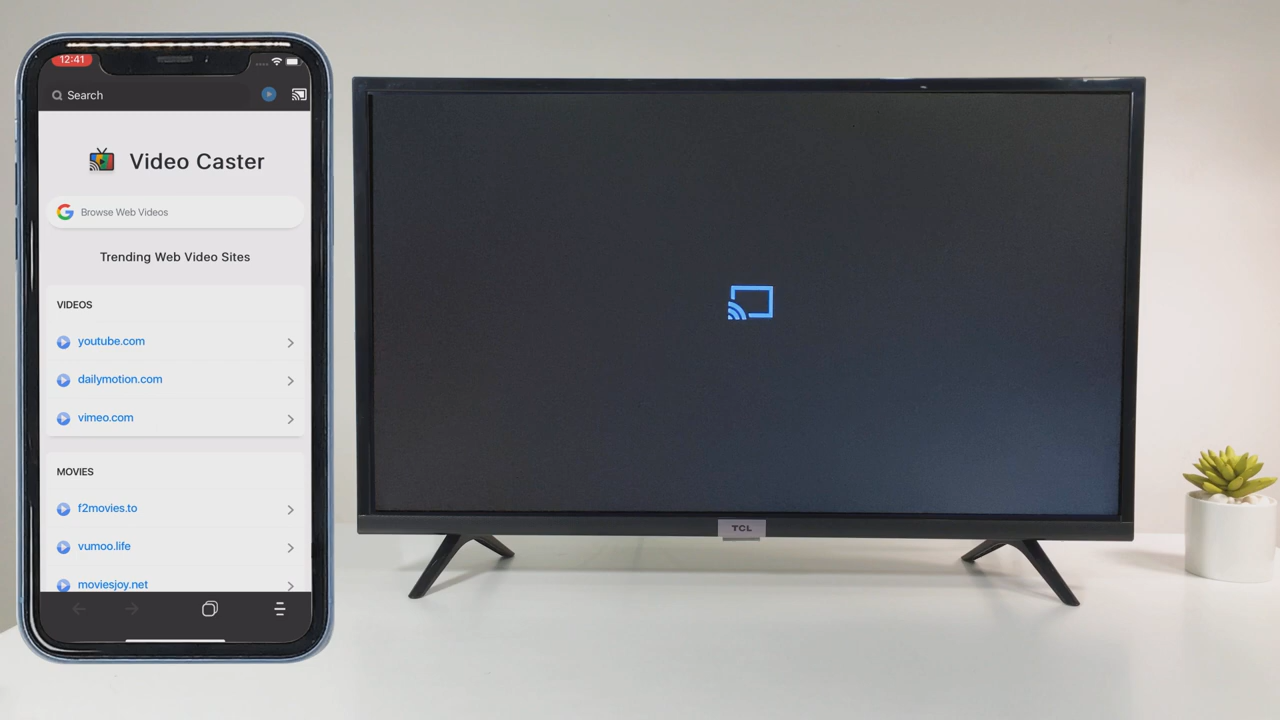 12:41
Search
Video Caster
Browse Web Videos
Trending Web Video Sites
VIDEOS
youtube.com
dailymotion.com
vimeo.com
MOVIES
f2movies.to
vumoo.life
moviesjoy.net
TCL